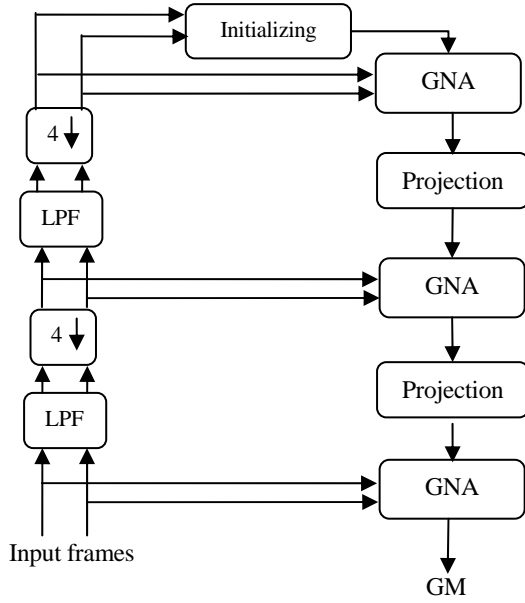 Initializing
GNA
4
Projection
LPF
GNA
4
Projection
LPF
GNA
Input frames
GM